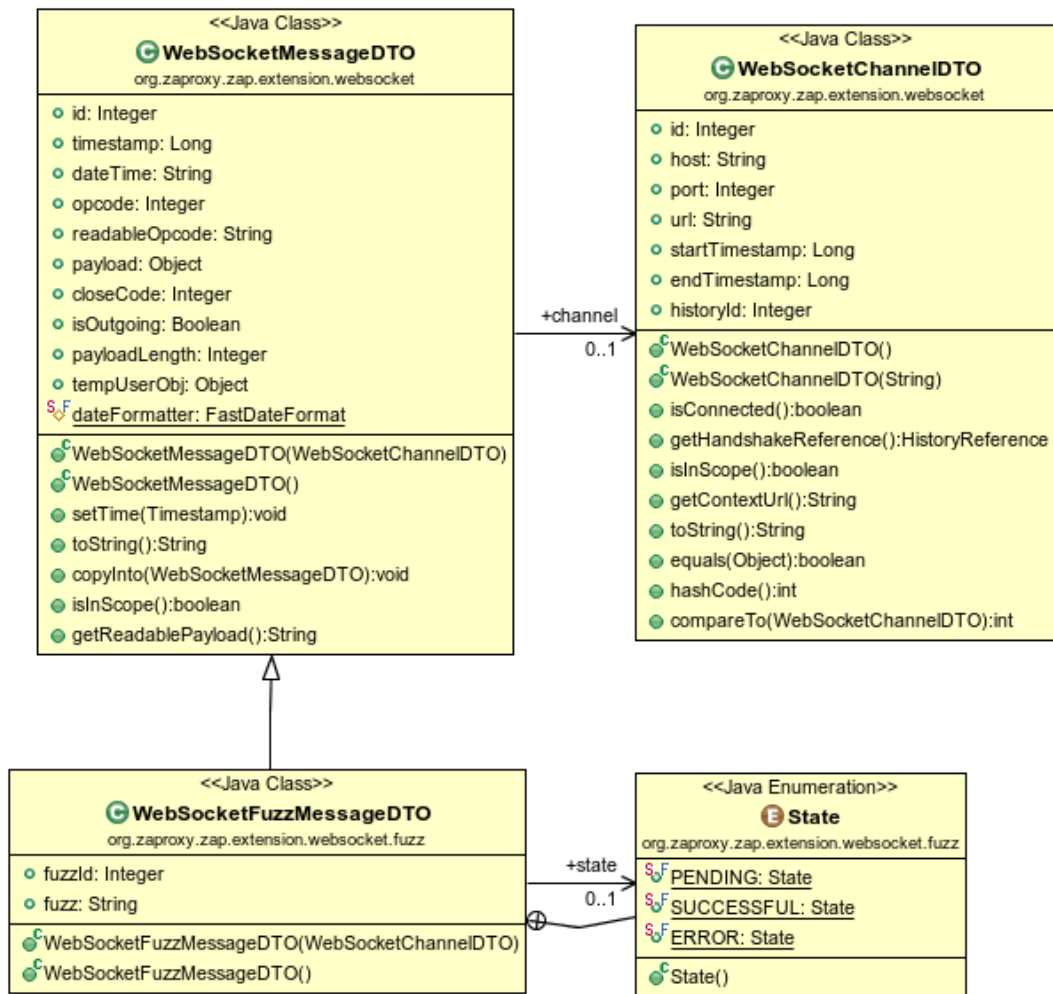 <<Java Class>>
C WebSocketMessageDTO
org.zaproxy.zap.extension.websocket
id: Integer
timestamp: Long
dateTime: String
opcode: Integer
readableOpcode: String
payload: Object
closeCode: Integer
isOutgoing: Boolean
payloadLength: Integer
tempUserObj: Object
S F dateFormatter: FastDateFormat
C WebSocketMessageDTO(WebSocketChannelDTO)
C WebSocketMessageDTO()
setTime(Timestamp):void
toString():String
copyInto(WebSocketMessageDTO):void
isInScope():boolean
getReadablePayload():String
+channel
0..1
<<Java Class>>
C WebSocketChannelDTO
org.zaproxy.zap.extension.websocket
id: Integer
host: String
port: Integer
url: String
startTimestamp: Long
endTimestamp: Long
historyId: Integer
C WebSocketChannelDTO()
C WebSocketChannelDTO(String)
isConnected():boolean
getHandshakeReference():HistoryReference
isInScope():boolean
getContextUrl():String
toString():String
equals(Object):boolean
hashCode():int
compareTo(WebSocketChannelDTO):int
<<Java Class>>
C WebSocketFuzzMessageDTO
org.zaproxy.zap.extension.websocket.fuzz
fuzzId: Integer
fuzz: String
C WebSocketFuzzMessageDTO(WebSocketChannelDTO)
C WebSocketFuzzMessageDTO()
+state
0..1
<<Java Enumeration>>
E State
org.zaproxy.zap.extension.websocket.fuzz
S F PENDING: State
S F SUCCESSFUL: State
S F ERROR: State
C State()